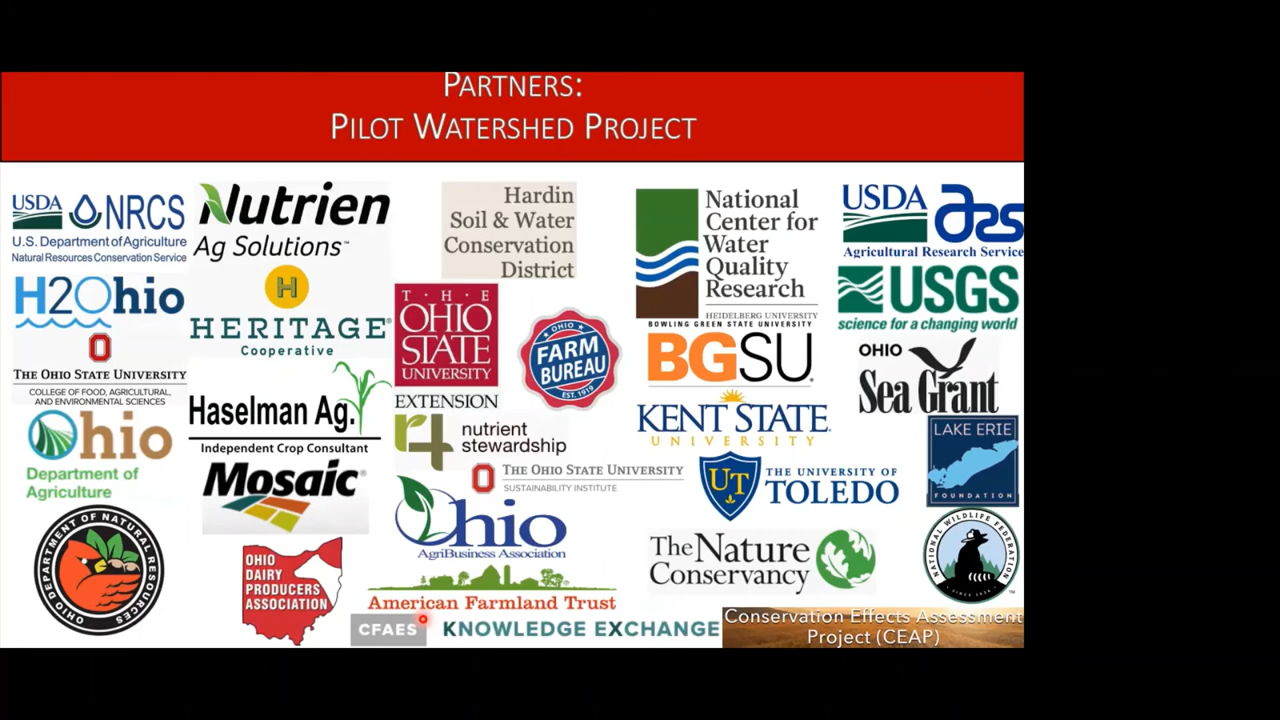 PARTNERS:
PILOT WATERSHED PROJECT
USDA NRCS
U.S. Department of Agriculture
Natural Resources Conservation Service
H2Ohio
THE OHIO STATE UNIVERSITY
COLLEGE OF FOOD, AGRICULTURAL,
AND ENVIRONMENTAL SCIENCES
Ohio
Department of
Agriculture
OHIO DEPARTMENT OF NATURAL RESOURCES
Nutrien
Ag Solutions™
H
HERITAGE®
Cooperative
Haselman Ag.
Independent Crop Consultant
Mosaic®
OHIO
DAIRY
PRODUCERS
ASSOCIATION
Hardin
Soil & Water
Conservation
District
T·H·E
OHIO
STATE
UNIVERSITY
EXTENSION
OHIO
FARM
BUREAU
EST. 1919
r4 nutrient
stewardship
THE OHIO STATE UNIVERSITY
SUSTAINABILITY INSTITUTE
Ohio
AgriBusiness Association
American Farmland Trust
CFAES KNOWLEDGE EXCHANGE
National
Center for
Water
Quality
Research
HEIDELBERG UNIVERSITY
BOWLING GREEN STATE UNIVERSITY
BGSU®
KENT STATE
UNIVERSITY
UT THE UNIVERSITY OF
TOLEDO
The Nature
Conservancy
USDA ars
Agricultural Research Service
USGS
science for a changing world
OHIO
Sea Grant
LAKE ERIE
FOUNDATION
NATIONAL WILDLIFE FEDERATION
SINCE 1936
™
Conservation Effects Assessment
Project (CEAP)